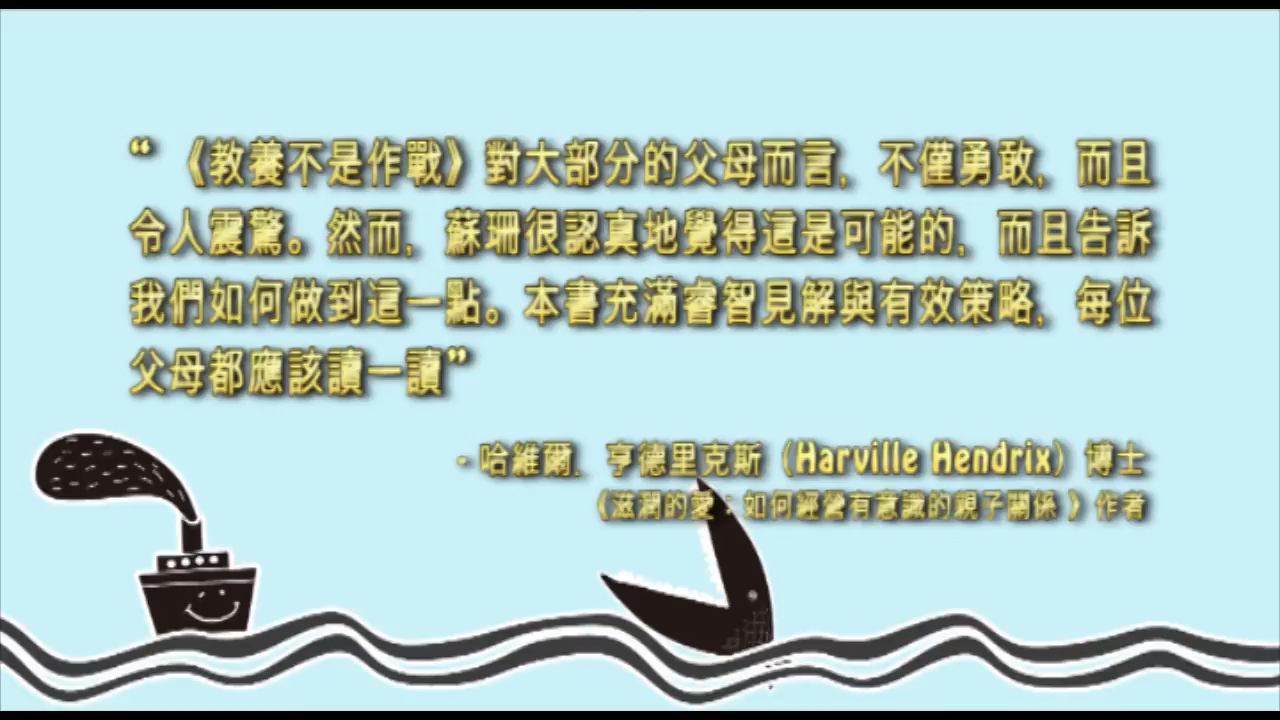 “《教養不是作戰》對大部分的父母而言，不僅勇敢，而且
令人震驚。然而，蘇珊很認真地覺得這是可能的，而且告訴
我們如何做到這一點。本書充滿睿智見解與有效策略，每位
父母都應該讀一讀”
- 哈維爾．亨德里克斯（Harville Hendrix）博士
《滋潤的愛：如何經營有意識的親子關係 》作者